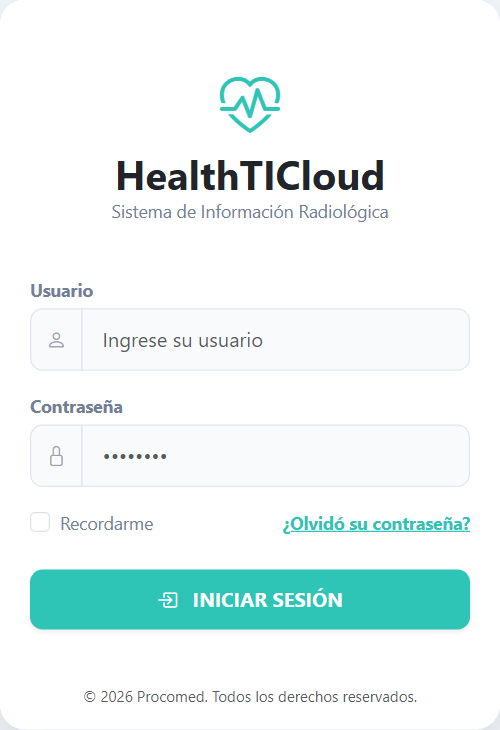 HealthTICloud
Sistema de Información Radiológica
Usuario
Ingrese su usuario
Contraseña
••••••••
Recordarme ¿Olvidó su contraseña?
INICIAR SESIÓN
© 2026 Procomed. Todos los derechos reservados.